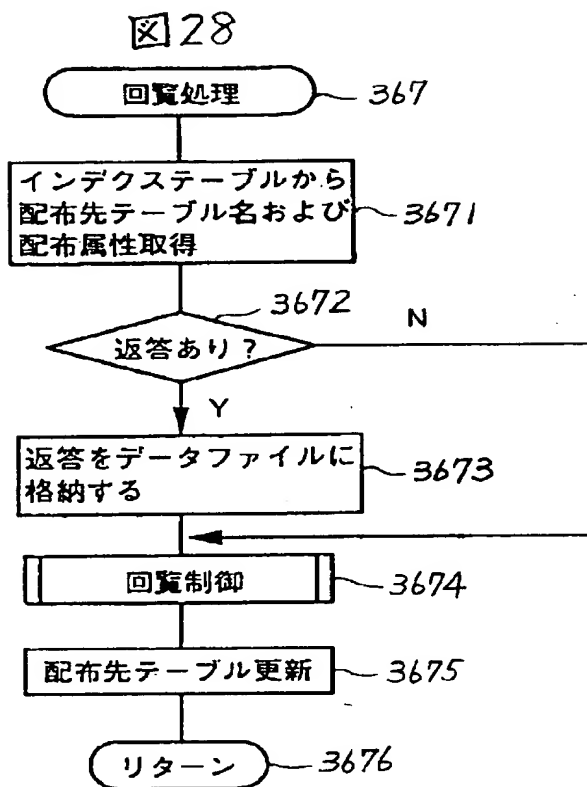 図28
回覧処理
367
インデクステーブルから
配布先テーブル名および
配布属性取得
3671
3672
返答あり?
N
Y
返答をデータファイルに
格納する
3673
回覧制御
3674
配布先テーブル更新
3675
リターン
3676